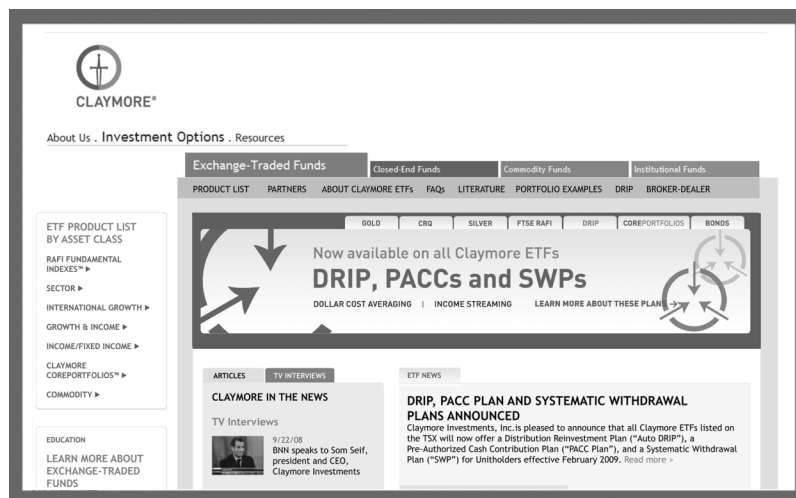 CLAYMORE®
About Us . Investment Options . Resources
Exchange-Traded Funds
Closed-End Funds
Commodity Funds
Institutional Funds
PRODUCT LIST PARTNERS ABOUT CLAYMORE ETFs FAQs LITERATURE PORTFOLIO EXAMPLES DRIP BROKER-DEALER
ETF PRODUCT LIST
BY ASSET CLASS
RAFI FUNDAMENTAL
INDEXES™ ▶
SECTOR ▶
INTERNATIONAL GROWTH ▶
GROWTH & INCOME ▶
INCOME/FIXED INCOME ▶
CLAYMORE
COREPORTFOLIOS™ ▶
COMMODITY ▶
EDUCATION
LEARN MORE ABOUT
EXCHANGE-TRADED
FUNDS
GOLD CRQ SILVER FTSE RAFI DRIP COREPORTFOLIOS BONDS
Now available on all Claymore ETFs
DRIP, PACCs and SWPs
DOLLAR COST AVERAGING | INCOME STREAMING LEARN MORE ABOUT THESE PLANS →
ARTICLES TV INTERVIEWS
CLAYMORE IN THE NEWS
TV Interviews
9/22/08
BNN speaks to Som Seif,
president and CEO,
Claymore Investments
ETF NEWS
DRIP, PACC PLAN AND SYSTEMATIC WITHDRAWAL
PLANS ANNOUNCED
Claymore Investments, Inc.is pleased to announce that all Claymore ETFs listed on
the TSX will now offer a Distribution Reinvestment Plan (“Auto DRIP”), a
Pre-Authorized Cash Contribution Plan (“PACC Plan”), and a Systematic Withdrawal
Plan (“SWP”) for Unitholders effective February 2009. Read more >